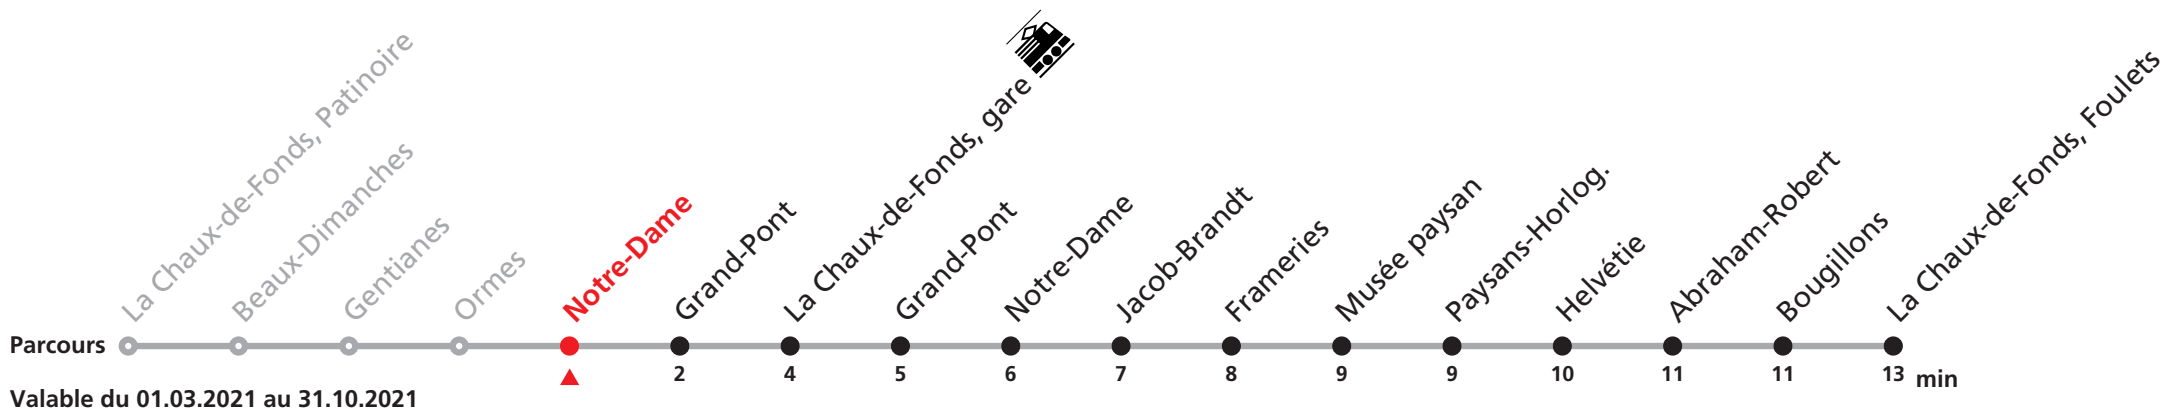 La Chaux-de-Fonds, Patinoire
Beaux-Dimanches
Gentianes
Ormes
Notre-Dame
Grand-Pont
La Chaux-de-Fonds, gare
Grand-Pont
Notre-Dame
Jacob-Brandt
Frameries
Musée paysan
Paysans-Horlog.
Helvétie
Abraham-Robert
Bougillons
La Chaux-de-Fonds, Foulets
Parcours
2 4 5 6 7 8 9 9 10 11 11 13 min
Valable du 01.03.2021 au 31.10.2021